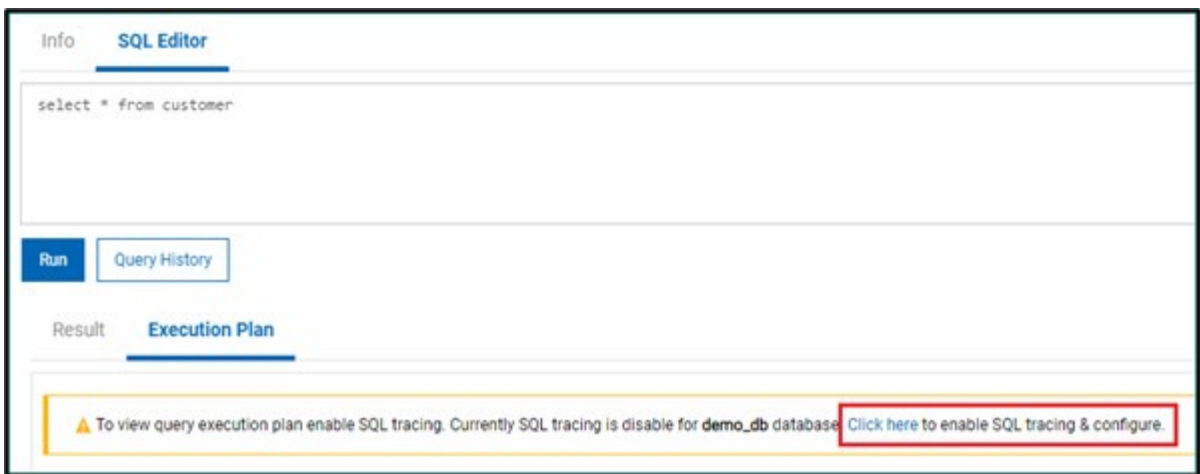 Info SQL Editor
select * from customer
Run Query History
Result Execution Plan
To view query execution plan enable SQL tracing. Currently SQL tracing is disable for demo_db database Click here to enable SQL tracing & configure.